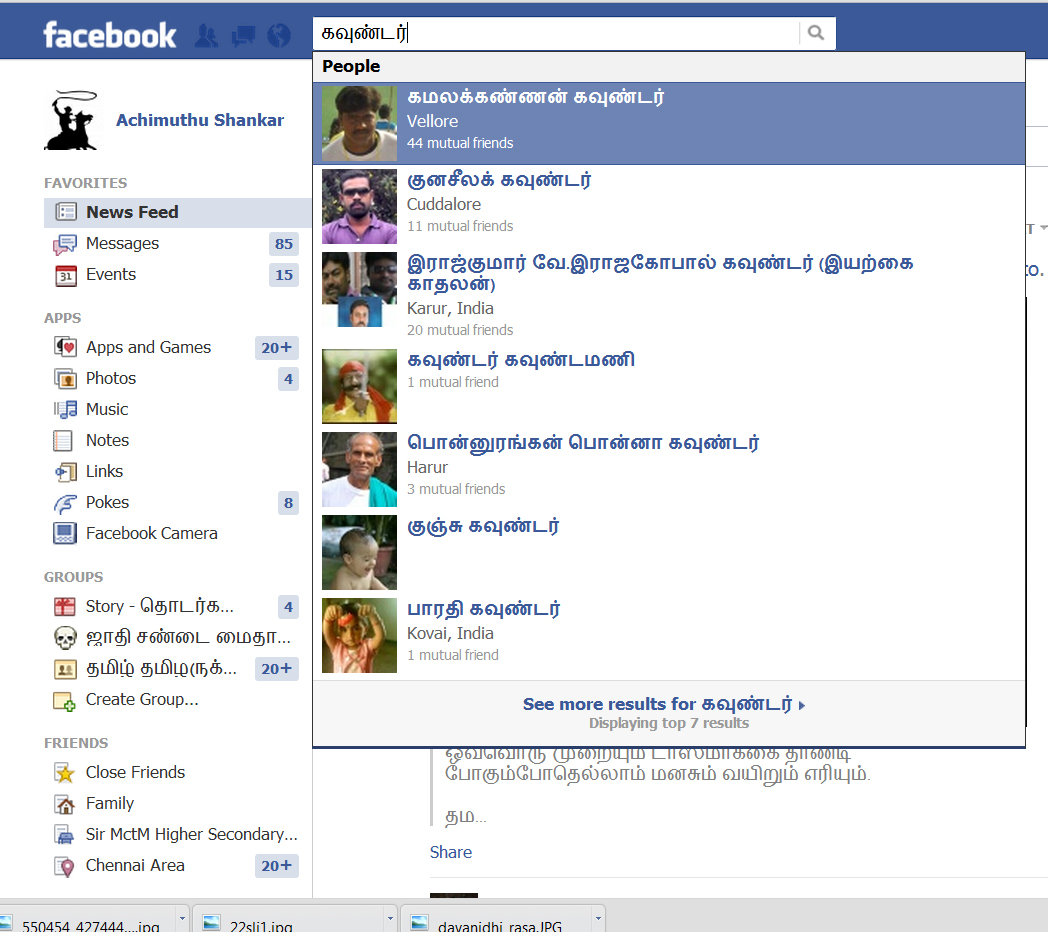 facebook
கவுண்டர்
People
கமலக்கண்ணன் கவுண்டர்
Vellore
44 mutual friends
குனசீலக் கவுண்டர்
Cuddalore
11 mutual friends
இராஜ்குமார் வே.இராஜகோபால் கவுண்டர் (இயற்கை
காதலன்)
Karur, India
20 mutual friends
கவுண்டர் கவுண்டமணி
1 mutual friend
பொன்னுரங்கன் பொன்னா கவுண்டர்
Harur
3 mutual friends
குஞ்சு கவுண்டர்
பாரதி கவுண்டர்
Kovai, India
1 mutual friend
See more results for கவுண்டர்
Displaying top 7 results
Achimuthu Shankar
FAVORITES
News Feed
Messages 85
31 Events 15
APPS
Apps and Games 20+
Photos 4
Music
Notes
Links
Pokes 8
Facebook Camera
GROUPS
Story - தொடர்க... 4
ஜாதி சண்டை மைதா...
தமிழ் தமிழருக்... 20+
Create Group...
FRIENDS
Close Friends
Family
Sir MctM Higher Secondary...
Chennai Area 20+
T
to.
ஒவ்வொரு முறையும் டாஸ்மாக்கை தாண்டி
போகும்போதெல்லாம் மனசும் வயிறும் எரியும்.
தம...
Share
550454_427444....jpg
22sli1.jpg
dayanidhi_rasa.JPG